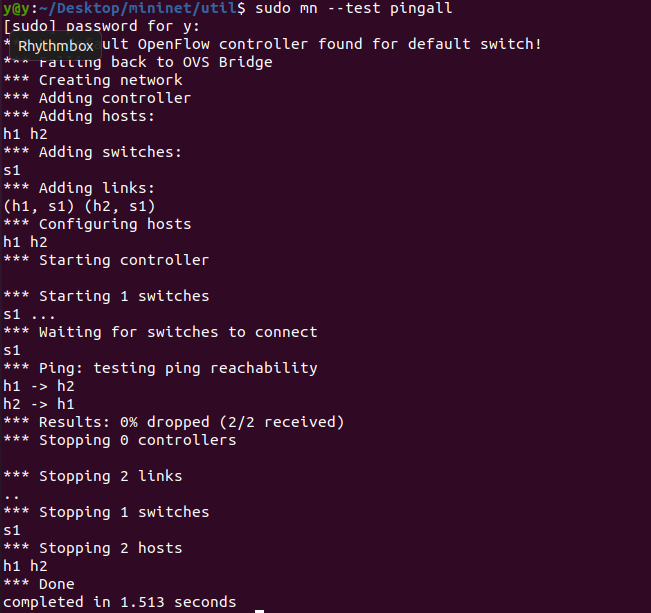 y@y:~/Desktop/mininet/util$ sudo mn --test pingall
[sudo] password for y:
* ult OpenFlow controller found for default switch!
Rhythmbox
*** Falling back to OVS Bridge
*** Creating network
*** Adding controller
*** Adding hosts:
h1 h2
*** Adding switches:
s1
*** Adding links:
(h1, s1) (h2, s1)
*** Configuring hosts
h1 h2
*** Starting controller
*** Starting 1 switches
s1 ...
*** Waiting for switches to connect
s1
*** Ping: testing ping reachability
h1 -> h2
h2 -> h1
*** Results: 0% dropped (2/2 received)
*** Stopping 0 controllers
*** Stopping 2 links
..
*** Stopping 1 switches
s1
*** Stopping 2 hosts
h1 h2
*** Done
completed in 1.513 seconds